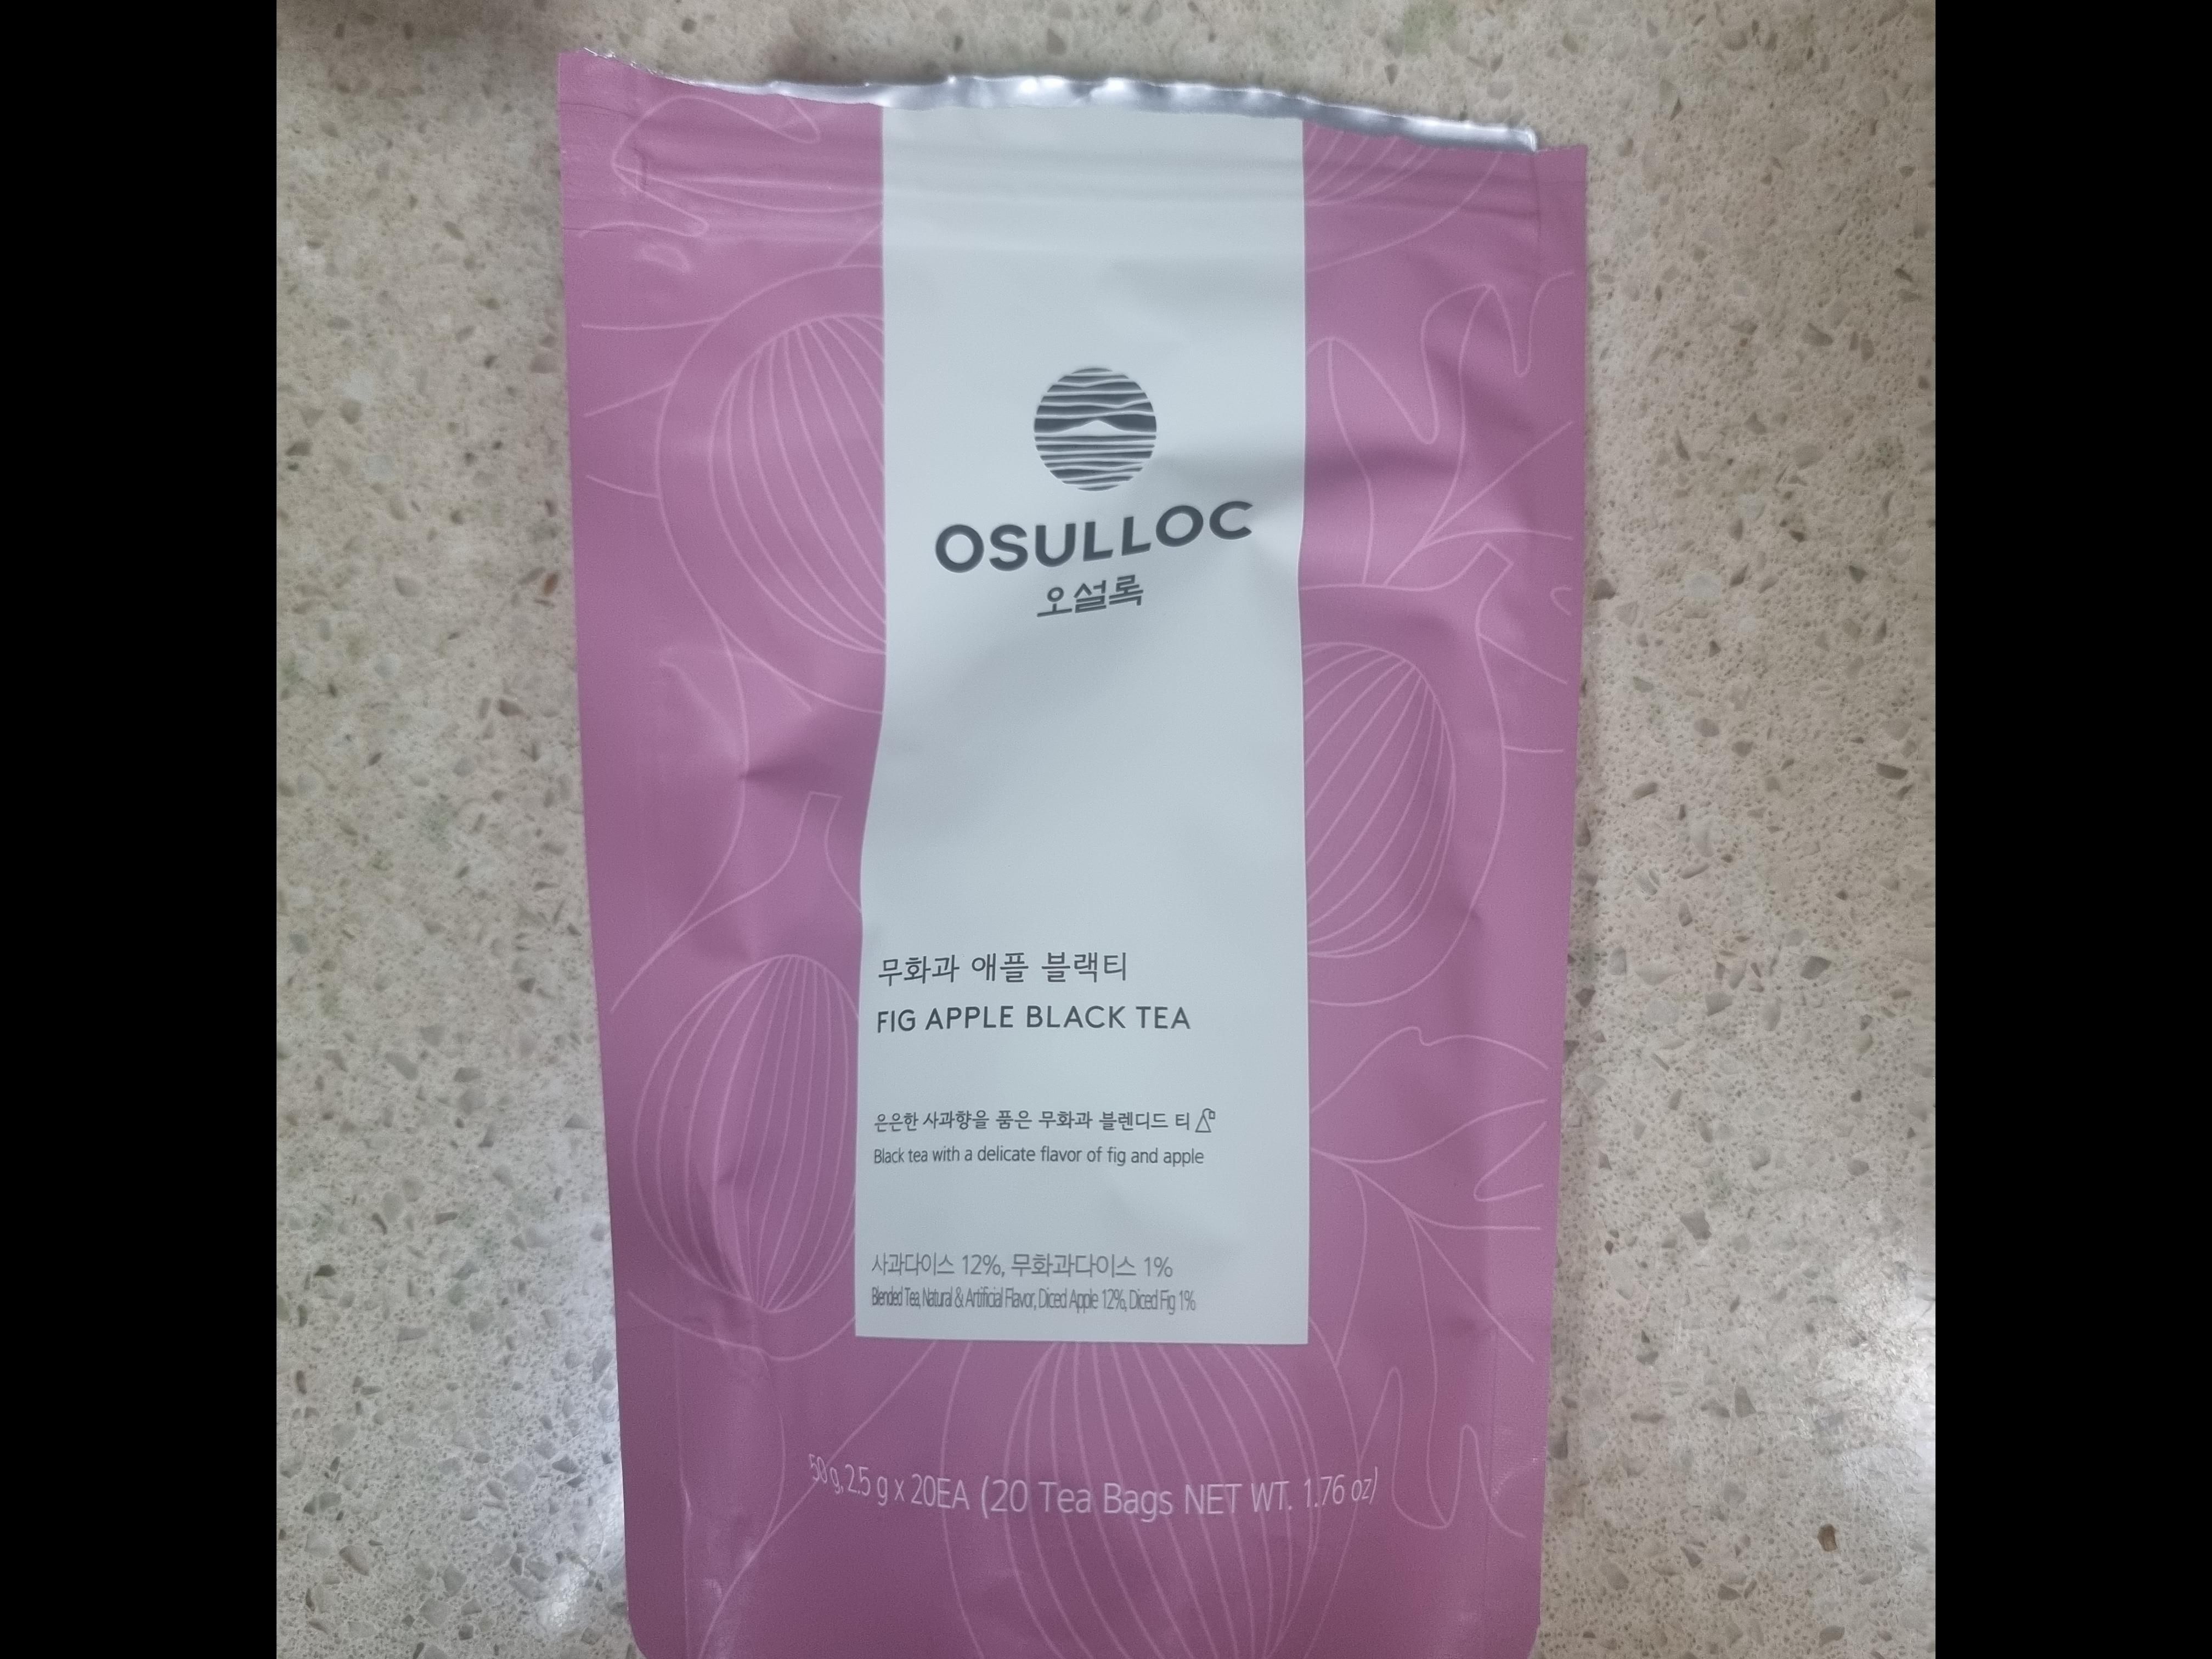 OSULLOC
오설록
무화과 애플 블랙티
FIG APPLE BLACK TEA
은은한 사과향을 품은 무화과 블렌디드 티
Black tea with a delicate flavor of fig and apple
사과다이스 12%, 무화과다이스 1%
Blended Tea, Natural & Artificial Flavor, Diced Apple 12%, Diced Fig 1%
50 g, 2.5 g x 20EA (20 Tea Bags NET WT. 1.76 oz)